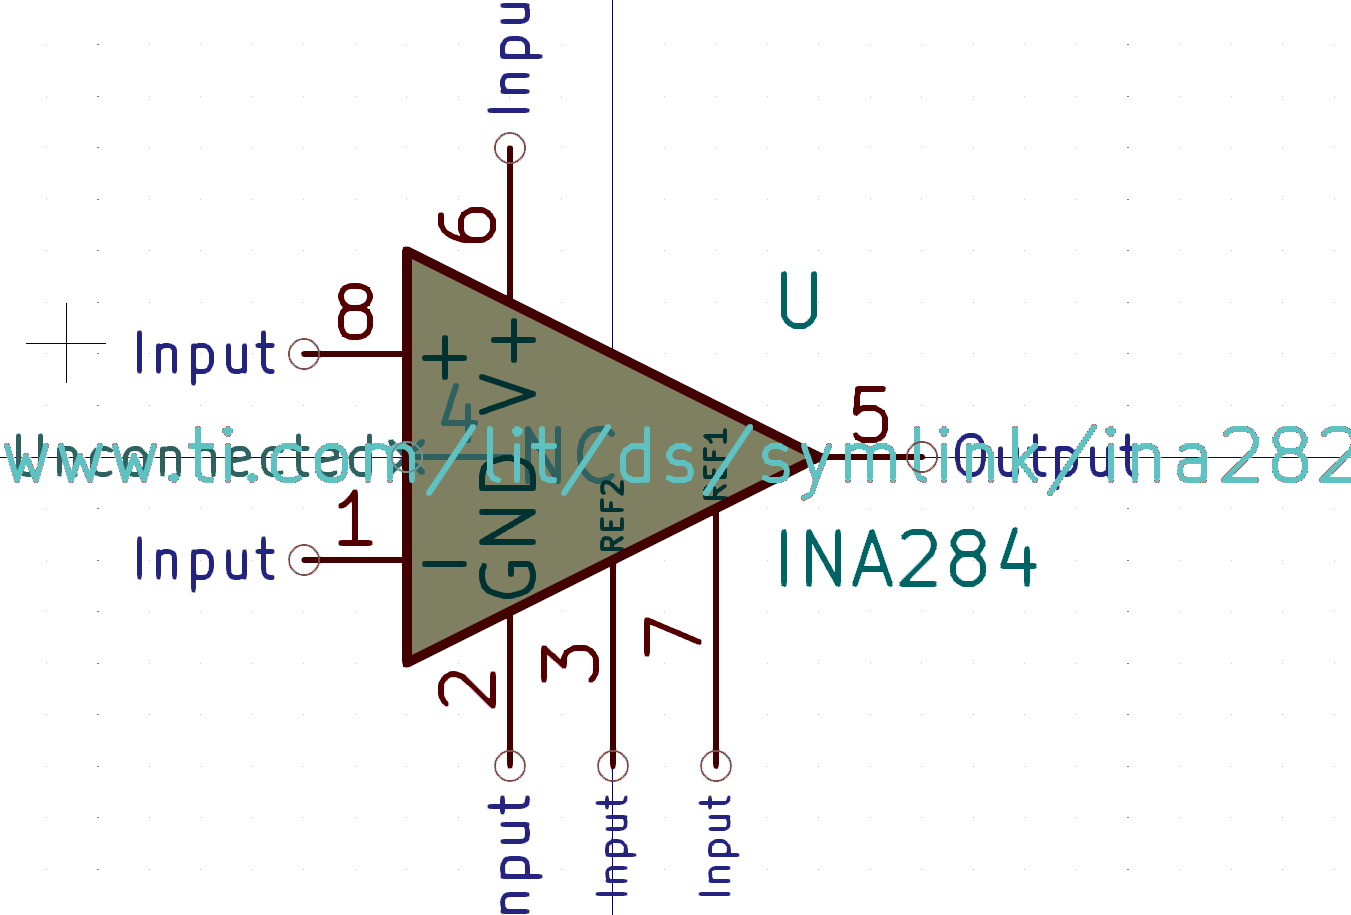 Inpu
6
U
8
Input
+
V+
4
5
Unconnected
NC
REF1
Output
www.ti.com/lit/ds/symlink/ina282
1
Input
−
GND
REF2
INA284
2
3
7
nput
Input
Input